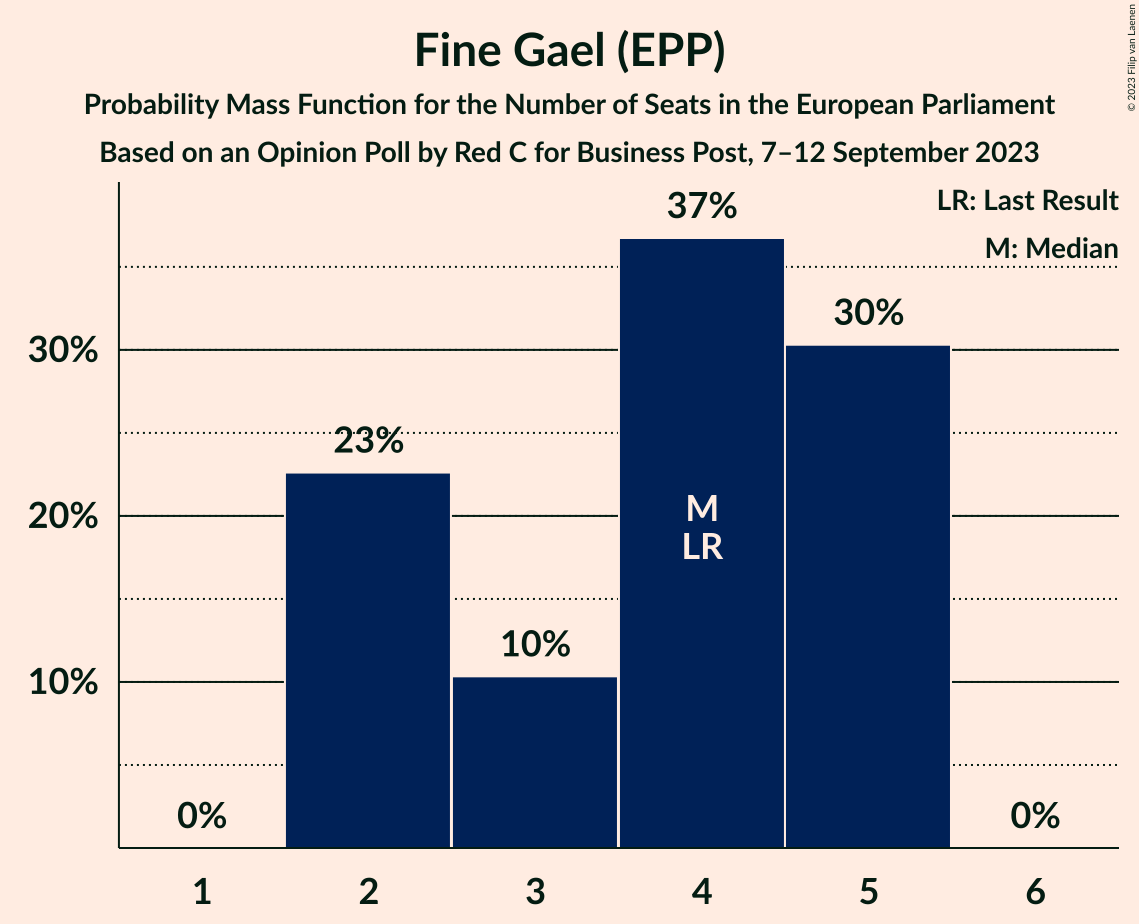 Fine Gael (EPP)
Probability Mass Function for the Number of Seats in the European Parliament
Based on an Opinion Poll by Red C for Business Post, 7–12 September 2023
© 2023 Filip van Laenen
LR: Last Result
M: Median
37%
30%
30%
23%
20%
M
LR
10%
10%
0%
0%
1 2 3 4 5 6